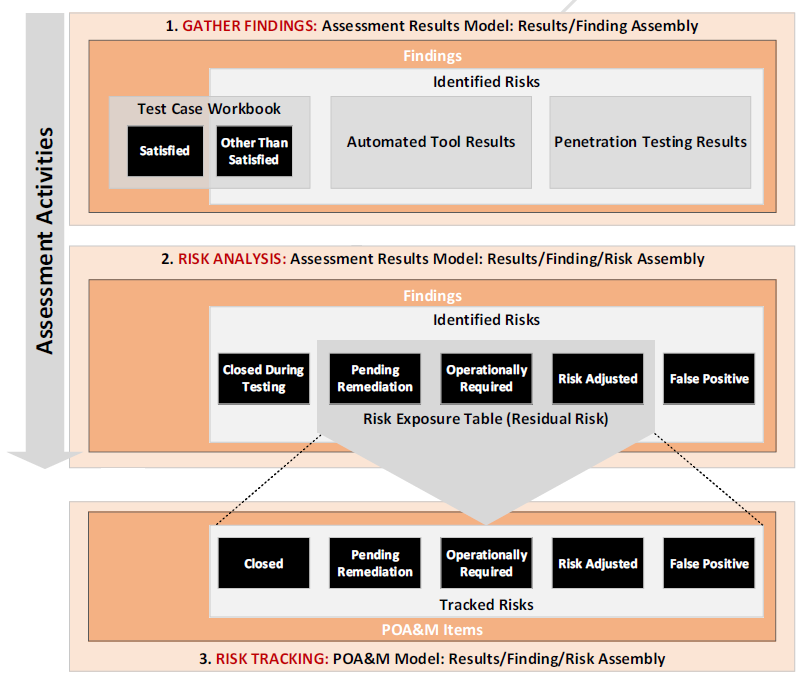 Assessment Activities
1. GATHER FINDINGS: Assessment Results Model: Results/Finding Assembly
Findings
Identified Risks
Test Case Workbook
Satisfied
Other Than
Satisfied
Automated Tool Results
Penetration Testing Results
2. RISK ANALYSIS: Assessment Results Model: Results/Finding/Risk Assembly
Findings
Identified Risks
Closed During
Testing
Pending
Remediation
Operationally
Required
Risk Adjusted
False Positive
Risk Exposure Table (Residual Risk)
Closed
Pending
Remediation
Operationally
Required
Risk Adjusted
False Positive
Tracked Risks
POA&M Items
3. RISK TRACKING: POA&M Model: Results/Finding/Risk Assembly